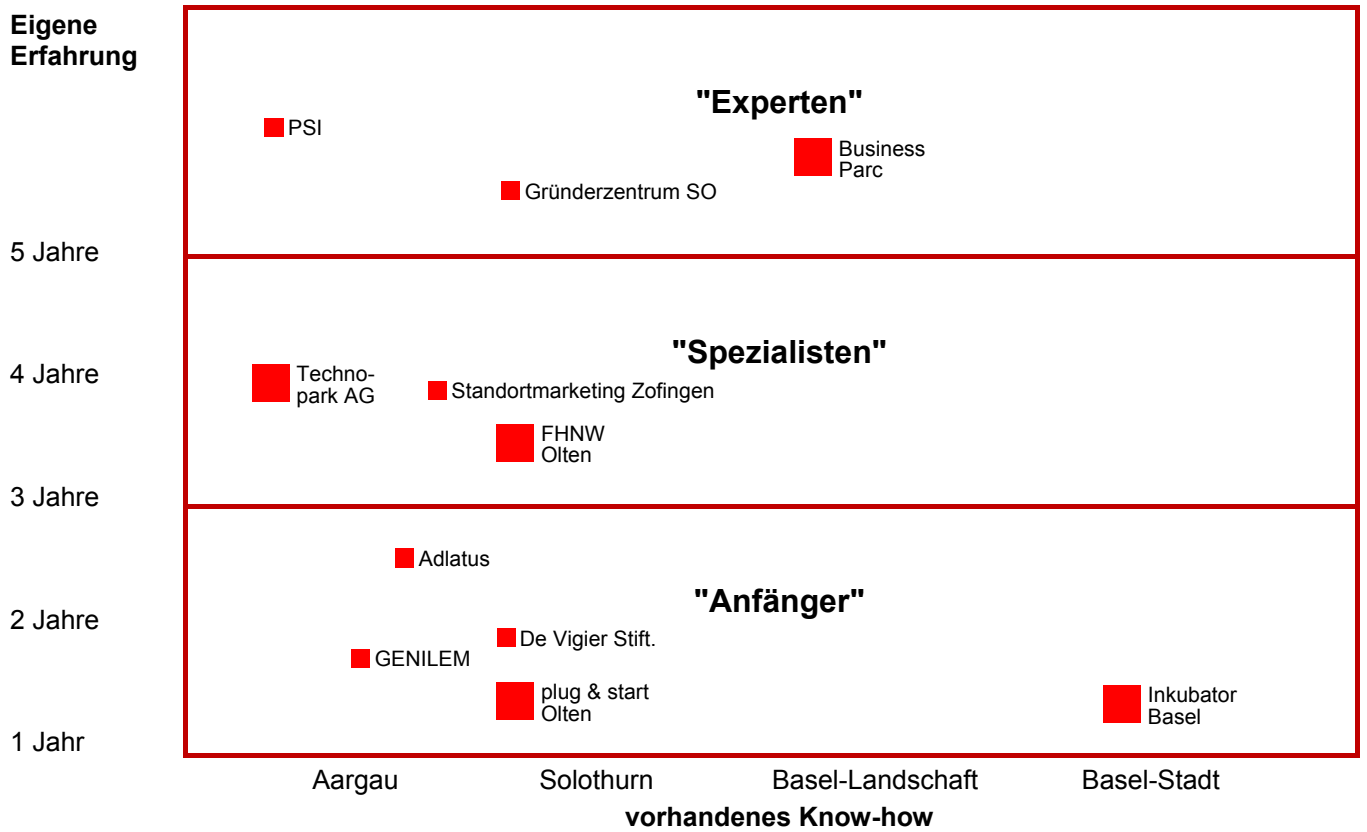 Eigene
Erfahrung
"Experten"
PSI
Business
Parc
Gründerzentrum SO
5 Jahre
"Spezialisten"
4 Jahre
Techno-
park AG
Standortmarketing Zofingen
FHNW
Olten
3 Jahre
Adlatus
"Anfänger"
2 Jahre
De Vigier Stift.
GENILEM
plug & start
Olten
Inkubator
Basel
1 Jahr
Aargau
Solothurn
Basel-Landschaft
Basel-Stadt
vorhandenes Know-how